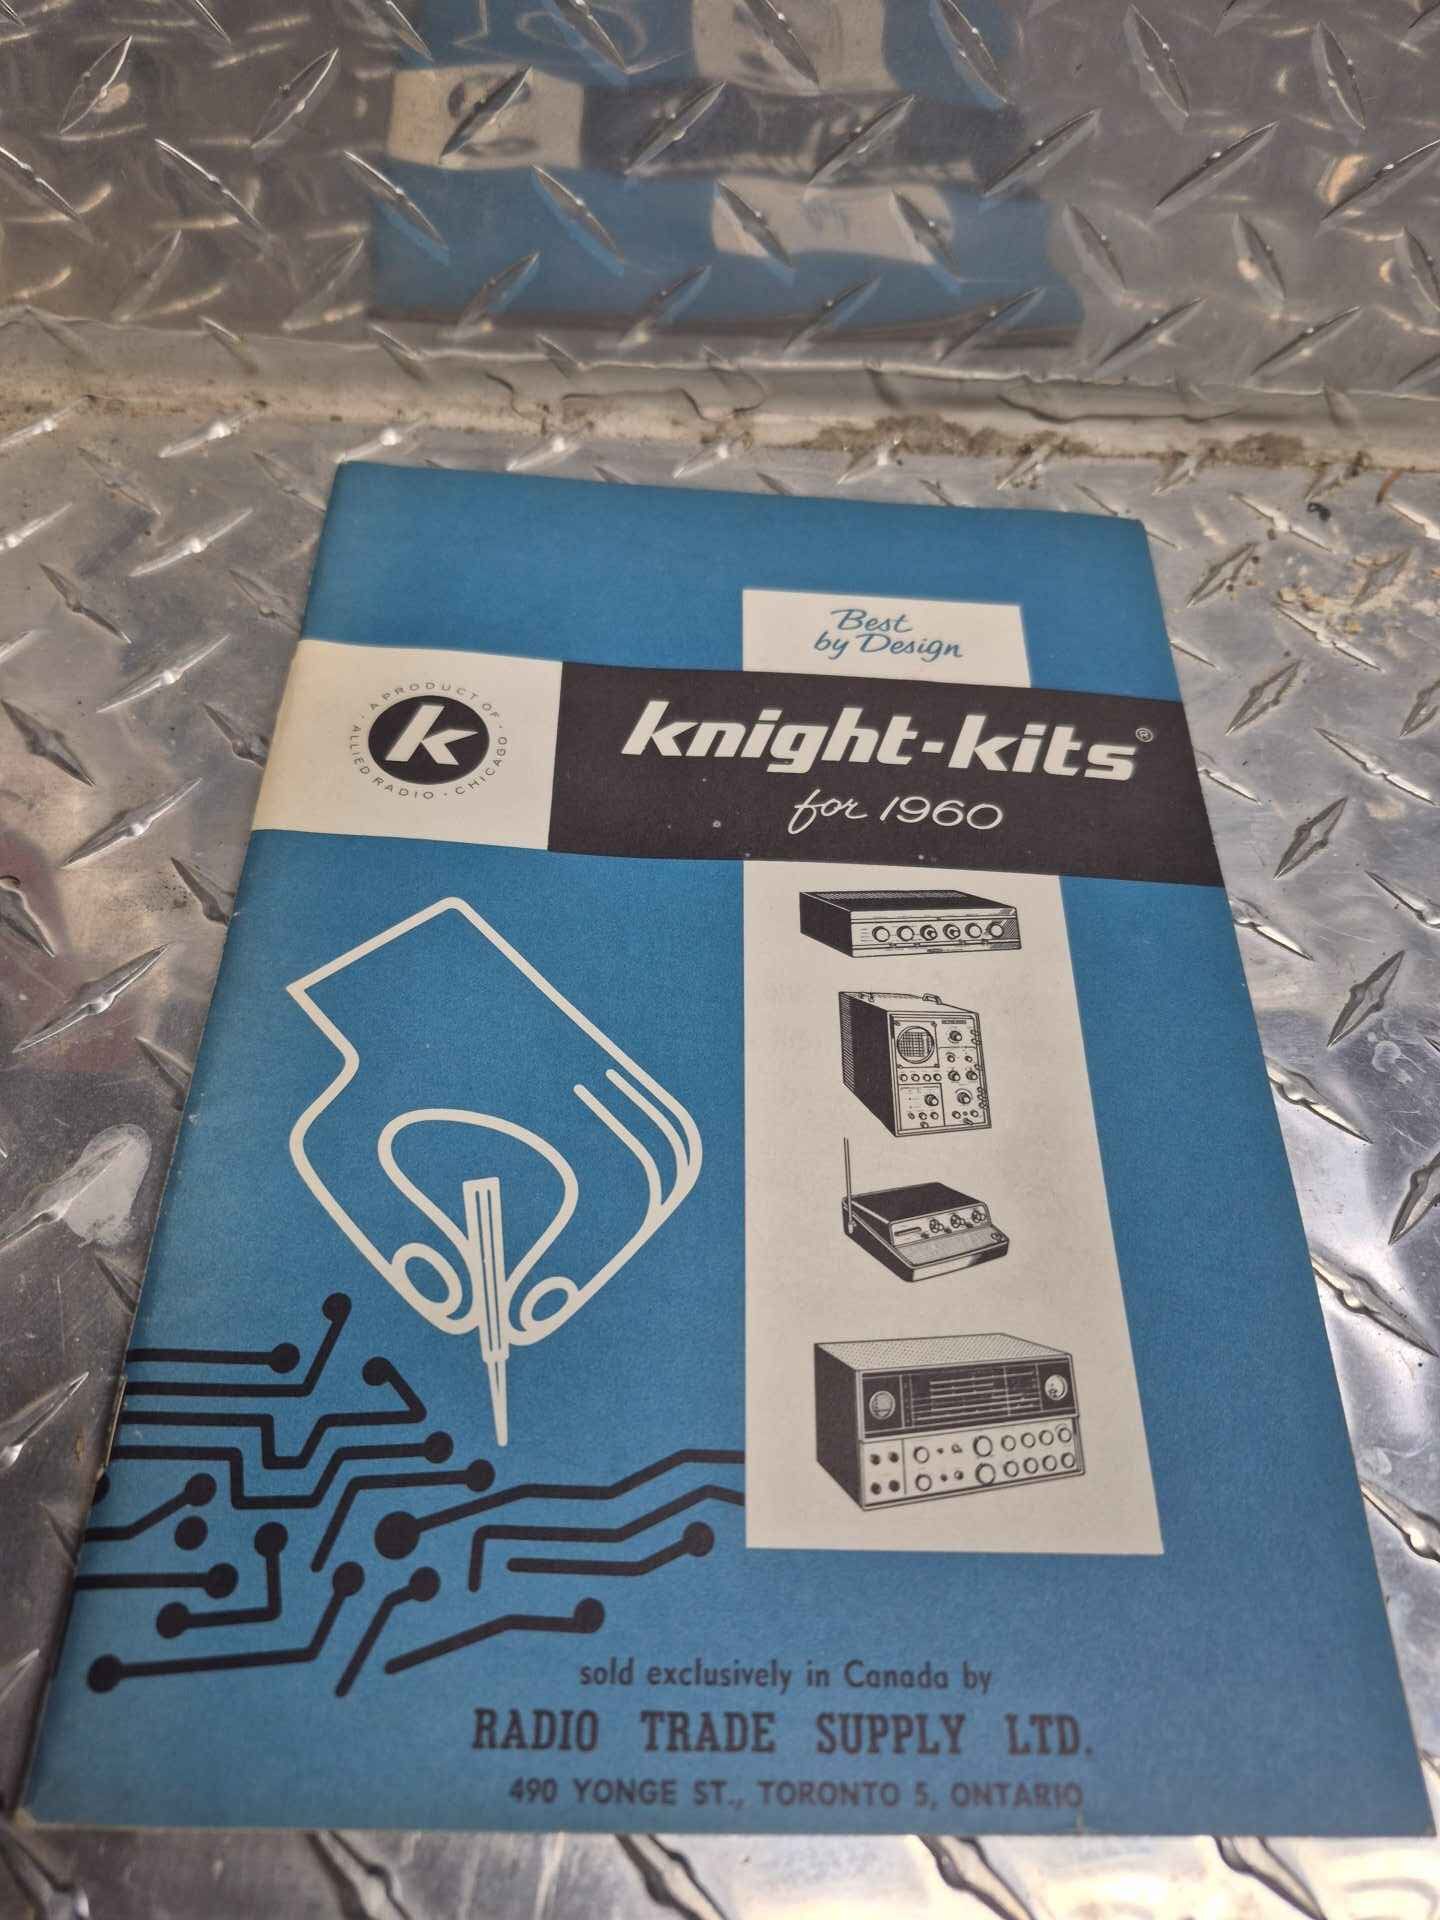 Best
by Design
A PRODUCT OF
ALLIED RADIO · CHICAGO
k
knight-kits®
for 1960
sold exclusively in Canada by
RADIO TRADE SUPPLY LTD.
490 YONGE ST., TORONTO 5, ONTARIO